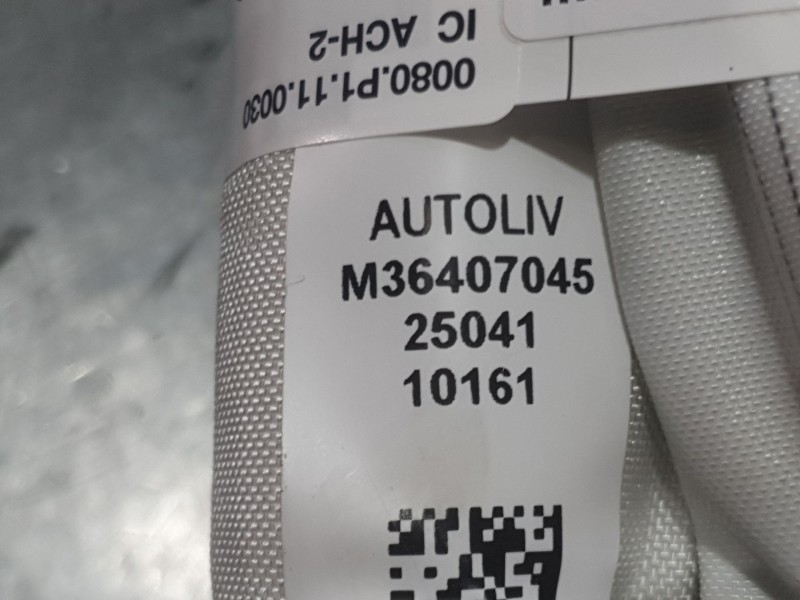 0080.P1.11.0030
IC ACH-2
AUTOLIV
M36407045
25041
10161